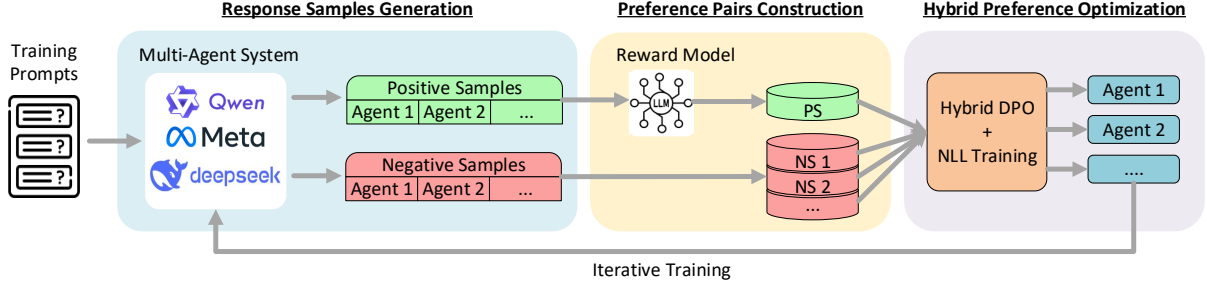 Response Samples Generation
Preference Pairs Construction
Hybrid Preference Optimization
Training
Prompts
?
?
?
Multi-Agent System
Qwen
Meta
deepseek
Positive Samples
Agent 1 Agent 2 ...
Negative Samples
Agent 1 Agent 2 ...
Reward Model
LLM
PS
NS 1
NS 2
...
Hybrid DPO
+
NLL Training
Agent 1
Agent 2
....
Iterative Training